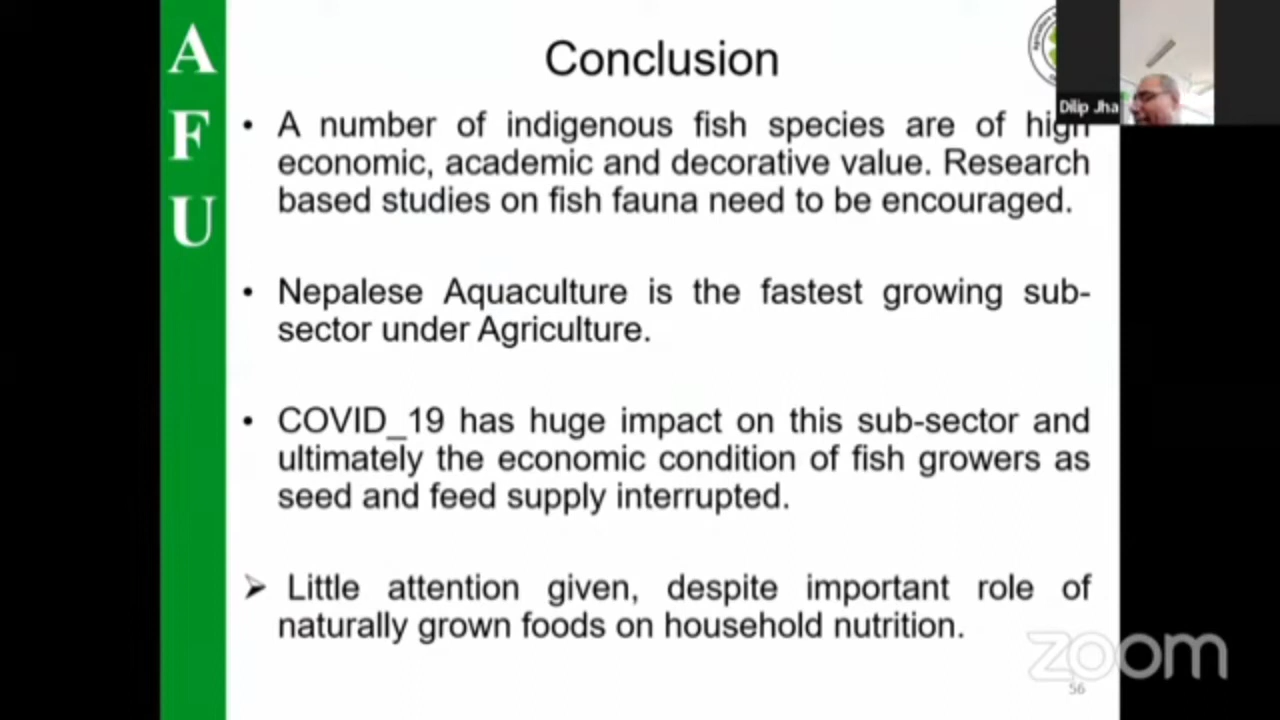 A
F
U
Conclusion
Dilip Jha
• A number of indigenous fish species are of high
economic, academic and decorative value. Research
based studies on fish fauna need to be encouraged.
• Nepalese Aquaculture is the fastest growing sub-
sector under Agriculture.
• COVID_19 has huge impact on this sub-sector and
ultimately the economic condition of fish growers as
seed and feed supply interrupted.
➢ Little attention given, despite important role of
naturally grown foods on household nutrition.
zoom
56